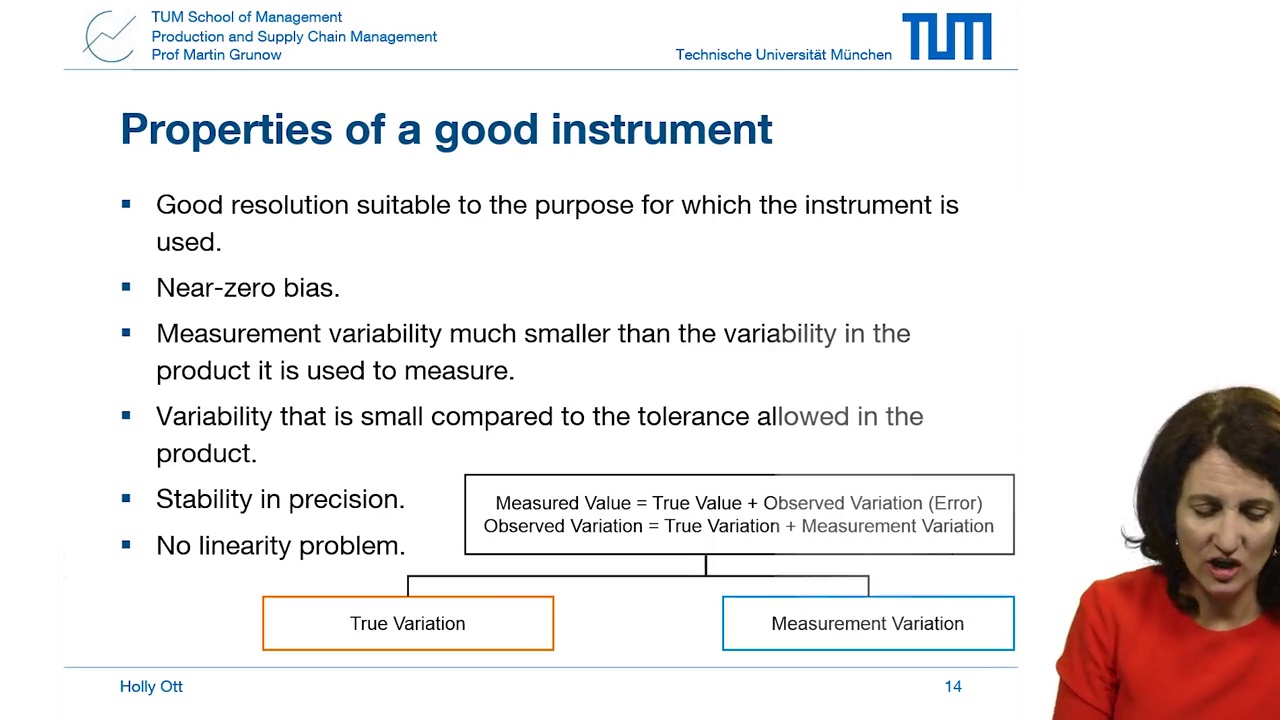 TUM School of Management
Production and Supply Chain Management
Prof Martin Grunow
Technische Universität München
TUM
Properties of a good instrument
▪ Good resolution suitable to the purpose for which the instrument is
used.
▪ Near-zero bias.
▪ Measurement variability much smaller than the variability in the
product it is used to measure.
▪ Variability that is small compared to the tolerance allowed in the
product.
▪ Stability in precision.
▪ No linearity problem.
Measured Value = True Value + Observed Variation (Error)
Observed Variation = True Variation + Measurement Variation
True Variation
Measurement Variation
Holly Ott
14